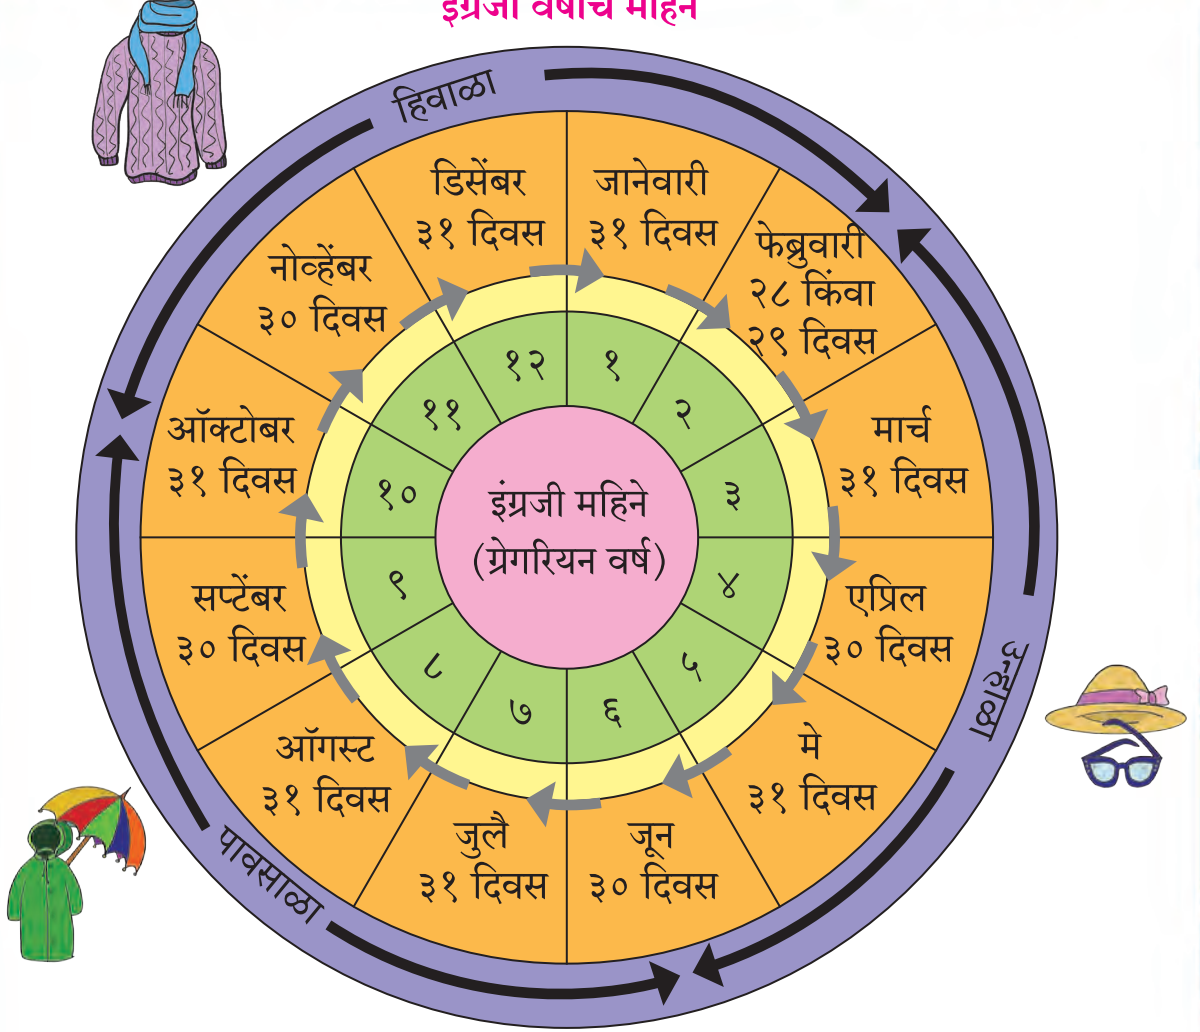 इंग्रजी वर्षाचे महिने
हिवाळा
जानेवारी
३१ दिवस
फेब्रुवारी
२८ किंवा
२९ दिवस
मार्च
३१ दिवस
एप्रिल
३० दिवस
मे
३१ दिवस
जून
३० दिवस
जुलै
३१ दिवस
ऑगस्ट
३१ दिवस
सप्टेंबर
३० दिवस
ऑक्टोबर
३१ दिवस
नोव्हेंबर
३० दिवस
डिसेंबर
३१ दिवस
उन्हाळा
पावसाळा
१
२
३
४
५
६
७
८
९
१०
११
१२
इंग्रजी महिने
(ग्रेगरियन वर्ष)